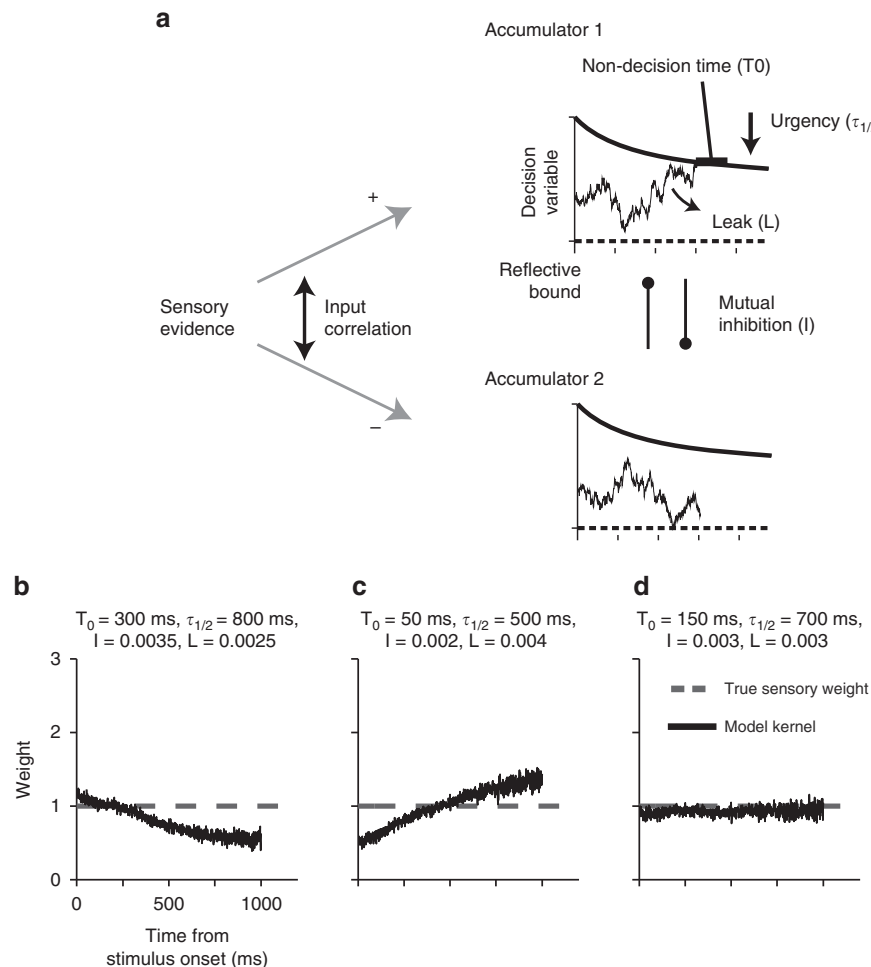 a
Accumulator 1
Non-decision time (T0)
Urgency (τ1/
Decision
variable
Leak (L)
+
Sensory
evidence
Input
correlation
Reflective
bound
Mutual
inhibition (I)
–
Accumulator 2
b
T0 = 300 ms, τ1/2 = 800 ms,
I = 0.0035, L = 0.0025
c
T0 = 50 ms, τ1/2 = 500 ms,
I = 0.002, L = 0.004
d
T0 = 150 ms, τ1/2 = 700 ms,
I = 0.003, L = 0.003
3
2
1
0
Weight
True sensory weight
Model kernel
0 500 1000
Time from
stimulus onset (ms)